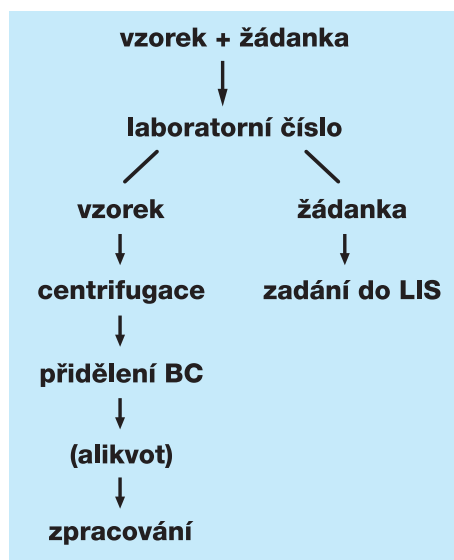 vzorek + žádanka
laboratorní číslo
vzorek
žádanka
centrifugace
zadání do LIS
přidělení BC
(alikvot)
zpracování